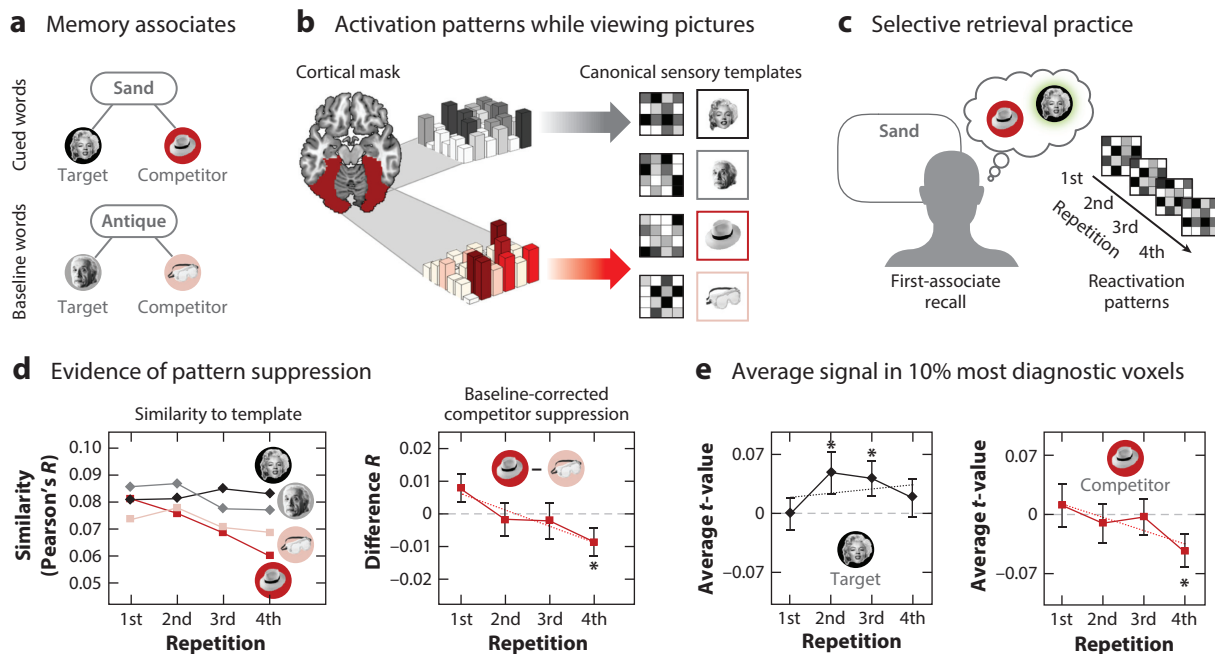 a Memory associates
Cued words
Sand
Target
Competitor
Baseline words
Antique
Target
Competitor
b Activation patterns while viewing pictures
Cortical mask
Canonical sensory templates
c Selective retrieval practice
Sand
1st
2nd
3rd
4th
Repetition
First-associate
recall
Reactivation
patterns
d Evidence of pattern suppression
Similarity to template
Similarity
(Pearson's R)
0.10
0.09
0.08
0.07
0.06
0.05
1st 2nd 3rd 4th
Repetition
Baseline-corrected
competitor suppression
–
Difference R
0.02
0.01
0
−0.01
−0.02
*
1st 2nd 3rd 4th
Repetition
e Average signal in 10% most diagnostic voxels
Average t-value
0.07
0
−0.07
* *
Target
1st 2nd 3rd 4th
Repetition
Average t-value
0.07
0
−0.07
Competitor
*
1st 2nd 3rd 4th
Repetition